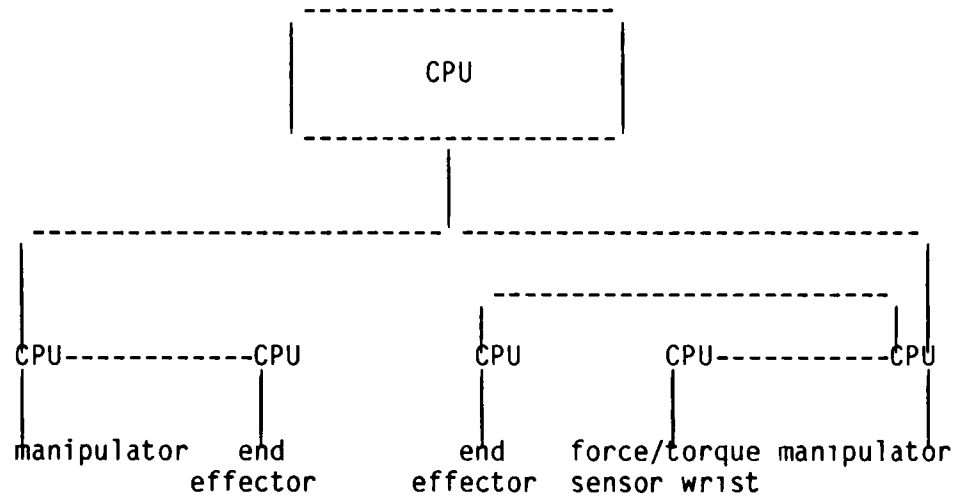 CPU
CPU CPU CPU CPU CPU
manipulator end end force/torque manipulator
effector effector sensor wrist